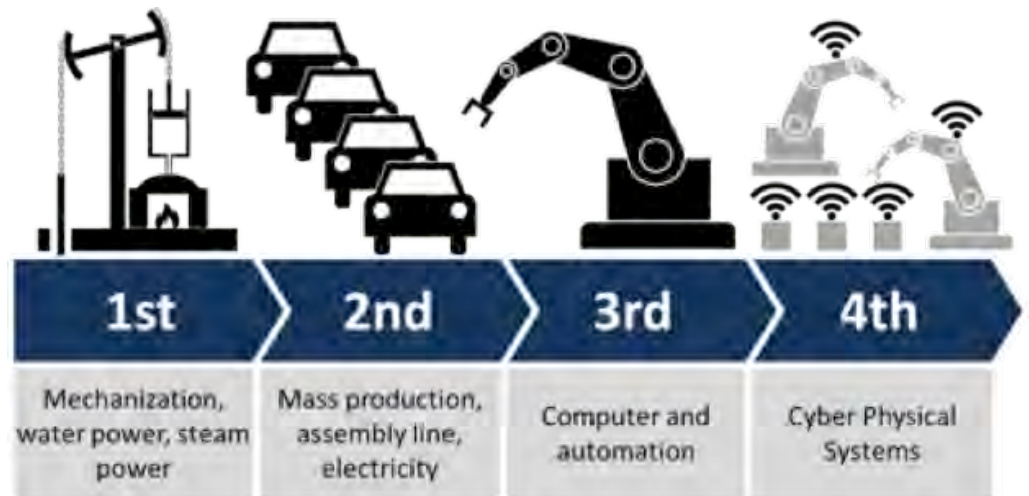 1st
2nd
3rd
4th
Mechanization,
water power, steam
power
Mass production,
assembly line,
electricity
Computer and
automation
Cyber Physical
Systems